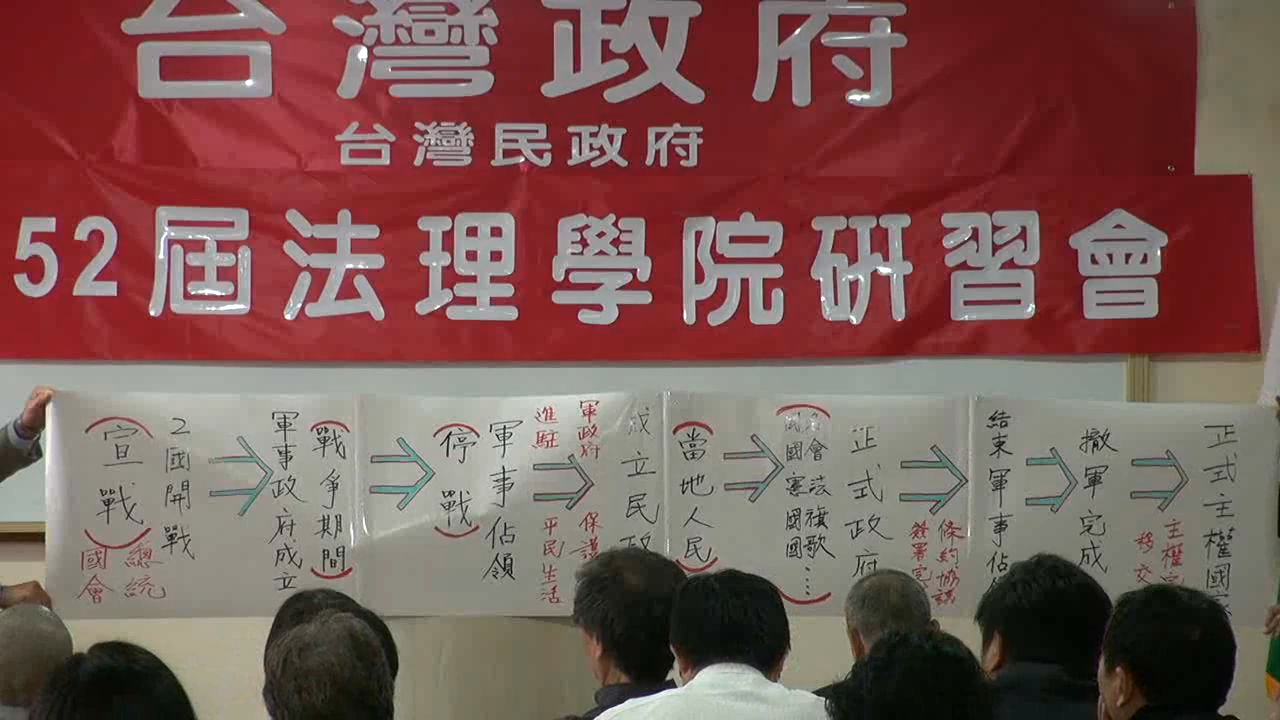 台灣政府
台灣民政府
52屆法理學院研習會
2國開戰
(宣戰)
總統
國會
(戰爭期間)
軍事政府成立
軍事佔領
(停戰)
軍政府
進駐
保護
平民生活
成立民政
(當地人民)
國會
國憲法
國旗
國歌……
正式政府
條約協議
簽署完
結束軍事佔
撤軍完成
主權完
移交
正式主權國